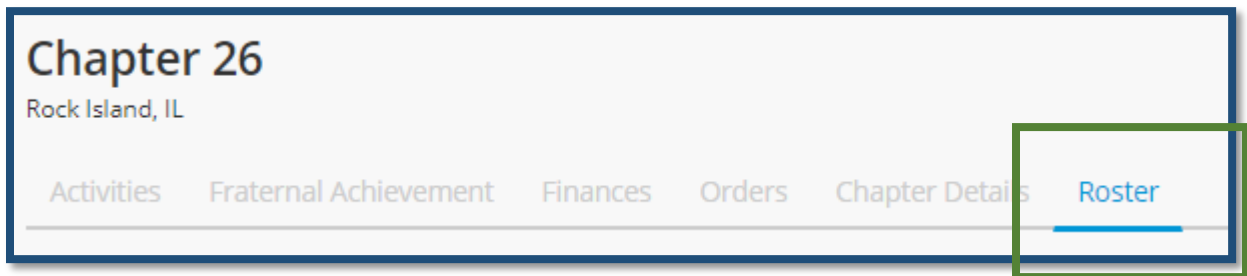 Chapter 26
Rock Island, IL
Activities Fraternal Achievement Finances Orders Chapter Details Roster